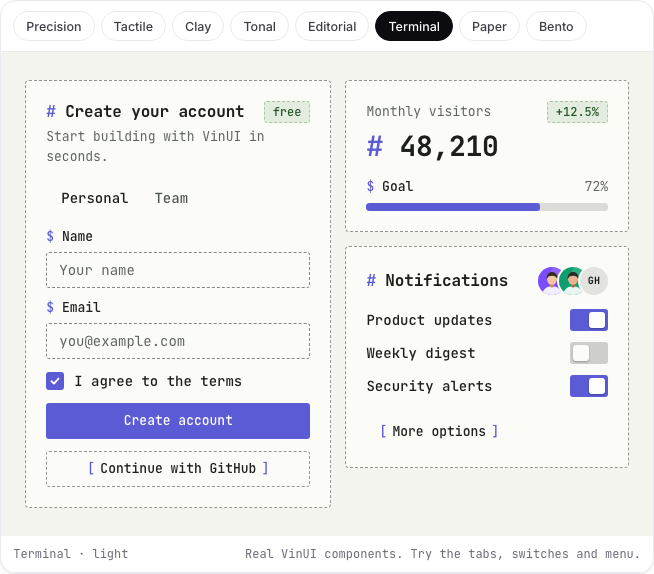 Precision Tactile Clay Tonal Editorial Terminal Paper Bento
# Create your account free
Start building with VinUI in
seconds.
Personal Team
$ Name
Your name
$ Email
you@example.com
I agree to the terms
Create account
[ Continue with GitHub ]
Monthly visitors +12.5%
# 48,210
$ Goal 72%
# Notifications GH
Product updates
Weekly digest
Security alerts
[ More options ]
Terminal · light Real VinUI components. Try the tabs, switches and menu.